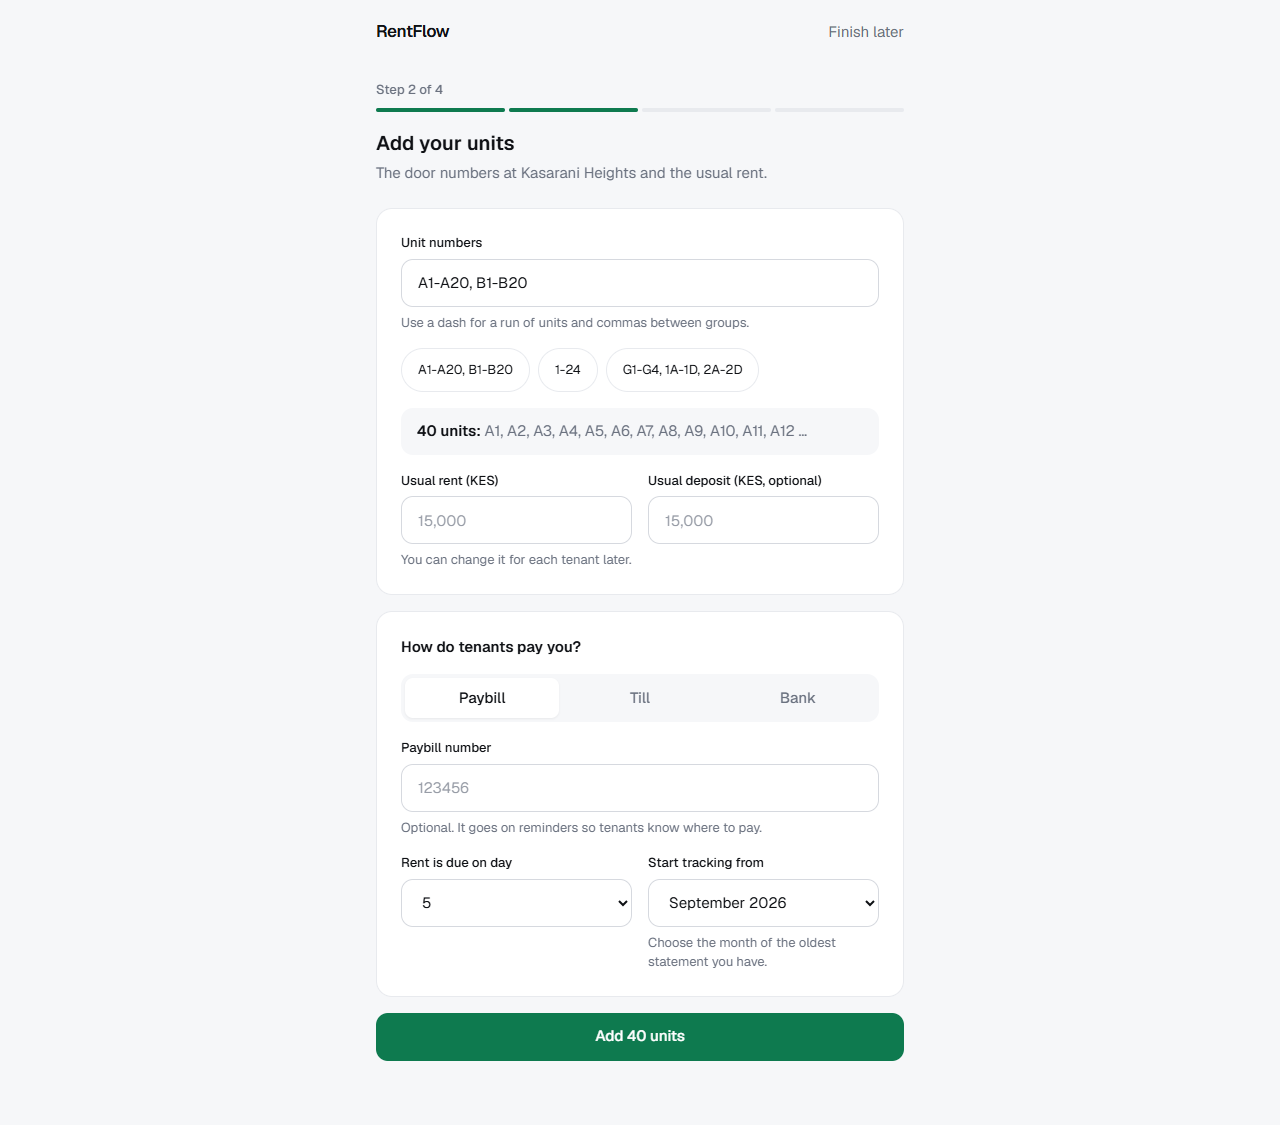 RentFlow
Finish later
Step 2 of 4
Add your units
The door numbers at Kasarani Heights and the usual rent.
Unit numbers
A1-A20, B1-B20
Use a dash for a run of units and commas between groups.
A1-A20, B1-B20
1-24
G1-G4, 1A-1D, 2A-2D
40 units: A1, A2, A3, A4, A5, A6, A7, A8, A9, A10, A11, A12 ...
Usual rent (KES)
Usual deposit (KES, optional)
15,000
15,000
You can change it for each tenant later.
How do tenants pay you?
Paybill
Till
Bank
Paybill number
123456
Optional. It goes on reminders so tenants know where to pay.
Rent is due on day
Start tracking from
5
September 2026
Choose the month of the oldest
statement you have.
Add 40 units